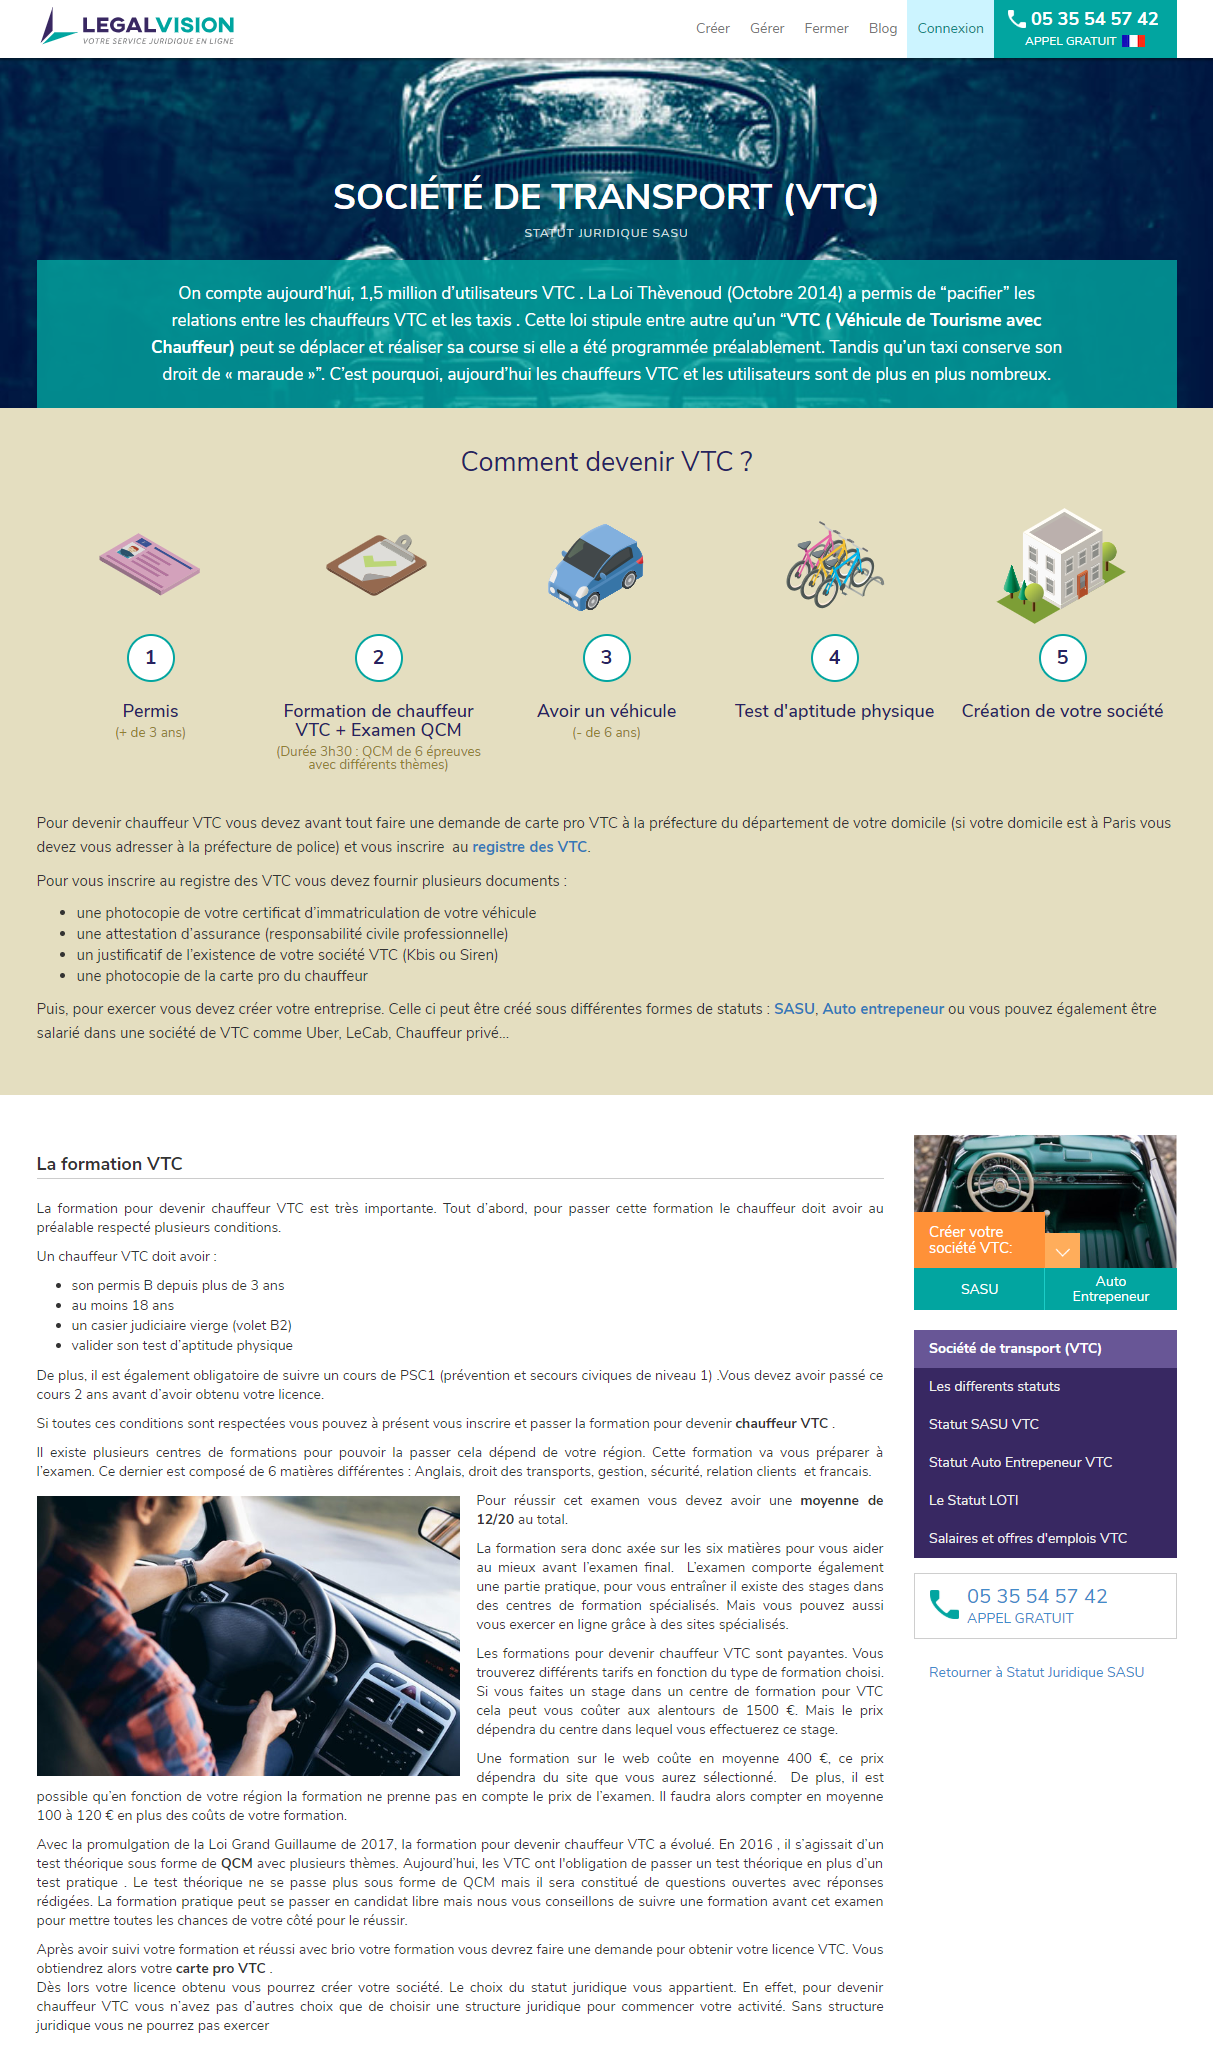 LEGALVISION
VOTRE SERVICE JURIDIQUE EN LIGNE
Créer Gérer Fermer Blog Connexion
05 35 54 57 42
APPEL GRATUIT
SOCIÉTÉ DE TRANSPORT (VTC)
STATUT JURIDIQUE SASU
On compte aujourd’hui, 1,5 million d’utilisateurs VTC . La Loi Thèvenoud (Octobre 2014) a permis de “pacifier” les
relations entre les chauffeurs VTC et les taxis . Cette loi stipule entre autre qu’un “VTC ( Véhicule de Tourisme avec
Chauffeur) peut se déplacer et réaliser sa course si elle a été programmée préalablement. Tandis qu’un taxi conserve son
droit de « maraude »”. C’est pourquoi, aujourd’hui les chauffeurs VTC et les utilisateurs sont de plus en plus nombreux.
Comment devenir VTC ?
1
Permis
(+ de 3 ans)
2
Formation de chauffeur
VTC + Examen QCM
(Durée 3h30 : QCM de 6 épreuves
avec différents thèmes)
3
Avoir un véhicule
(- de 6 ans)
4
Test d'aptitude physique
5
Création de votre société
Pour devenir chauffeur VTC vous devez avant tout faire une demande de carte pro VTC à la préfecture du département de votre domicile (si votre domicile est à Paris vous
devez vous adresser à la préfecture de police) et vous inscrire au registre des VTC.
Pour vous inscrire au registre des VTC vous devez fournir plusieurs documents :
• une photocopie de votre certificat d’immatriculation de votre véhicule
• une attestation d’assurance (responsabilité civile professionnelle)
• un justificatif de l’existence de votre société VTC (Kbis ou Siren)
• une photocopie de la carte pro du chauffeur
Puis, pour exercer vous devez créer votre entreprise. Celle ci peut être créé sous différentes formes de statuts : SASU, Auto entrepeneur ou vous pouvez également être
salarié dans une société de VTC comme Uber, LeCab, Chauffeur privé...
La formation VTC
La formation pour devenir chauffeur VTC est très importante. Tout d’abord, pour passer cette formation le chauffeur doit avoir au
préalable respecté plusieurs conditions.
Un chauffeur VTC doit avoir :
• son permis B depuis plus de 3 ans
• au moins 18 ans
• un casier judiciaire vierge (volet B2)
• valider son test d’aptitude physique
De plus, il est également obligatoire de suivre un cours de PSC1 (prévention et secours civiques de niveau 1) .Vous devez avoir passé ce
cours 2 ans avant d’avoir obtenu votre licence.
Si toutes ces conditions sont respectées vous pouvez à présent vous inscrire et passer la formation pour devenir chauffeur VTC .
Il existe plusieurs centres de formations pour pouvoir la passer cela dépend de votre région. Cette formation va vous préparer à
l’examen. Ce dernier est composé de 6 matières différentes : Anglais, droit des transports, gestion, sécurité, relation clients et francais.
Pour réussir cet examen vous devez avoir une moyenne de
12/20 au total.
La formation sera donc axée sur les six matières pour vous aider
au mieux avant l’examen final. L’examen comporte également
une partie pratique, pour vous entraîner il existe des stages dans
des centres de formation spécialisés. Mais vous pouvez aussi
vous exercer en ligne grâce à des sites spécialisés.
Les formations pour devenir chauffeur VTC sont payantes. Vous
trouverez différents tarifs en fonction du type de formation choisi.
Si vous faites un stage dans un centre de formation pour VTC
cela peut vous coûter aux alentours de 1500 €. Mais le prix
dépendra du centre dans lequel vous effectuerez ce stage.
Une formation sur le web coûte en moyenne 400 €, ce prix
dépendra du site que vous aurez sélectionné. De plus, il est
possible qu’en fonction de votre région la formation ne prenne pas en compte le prix de l’examen. Il faudra alors compter en moyenne
100 à 120 € en plus des coûts de votre formation.
Avec la promulgation de la Loi Grand Guillaume de 2017, la formation pour devenir chauffeur VTC a évolué. En 2016 , il s’agissait d’un
test théorique sous forme de QCM avec plusieurs thèmes. Aujourd’hui, les VTC ont l’obligation de passer un test théorique en plus d’un
test pratique . Le test théorique ne se passe plus sous forme de QCM mais il sera constitué de questions ouvertes avec réponses
rédigées. La formation pratique peut se passer en candidat libre mais nous vous conseillons de suivre une formation avant cet examen
pour mettre toutes les chances de votre côté pour le réussir.
Après avoir suivi votre formation et réussi avec brio votre formation vous devrez faire une demande pour obtenir votre licence VTC. Vous
obtiendrez alors votre carte pro VTC .
Dès lors votre licence obtenu vous pourrez créer votre société. Le choix du statut juridique vous appartient. En effet, pour devenir
chauffeur VTC vous n’avez pas d’autres choix que de choisir une structure juridique pour commencer votre activité. Sans structure
juridique vous ne pourrez pas exercer
Créer votre
société VTC:
SASU
Auto
Entrepeneur
Société de transport (VTC)
Les differents statuts
Statut SASU VTC
Statut Auto Entrepeneur VTC
Le Statut LOTI
Salaires et offres d'emplois VTC
05 35 54 57 42
APPEL GRATUIT
Retourner à Statut Juridique SASU